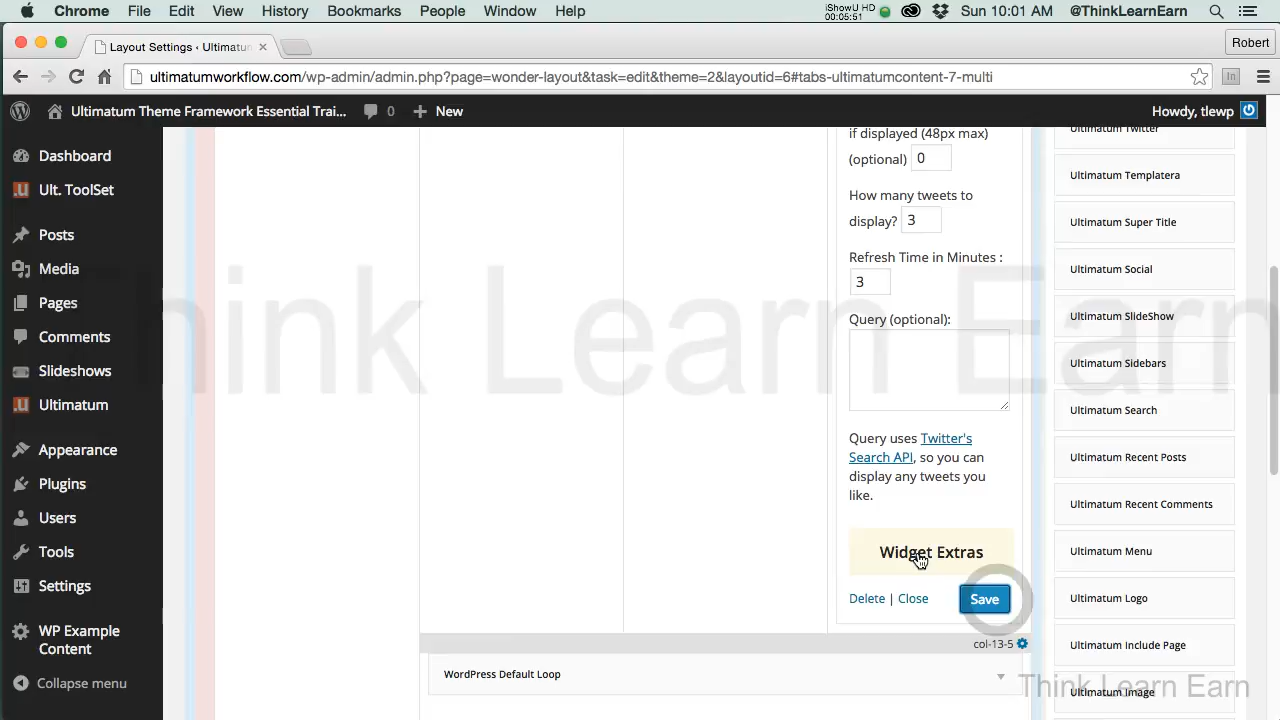 Chrome File Edit View History Bookmarks People Window Help iShowU HD 00:05:51 Sun 10:01 AM @ThinkLearnEarn
Layout Settings ‹ Ultimatum Robert
ultimatumworkflow.com/wp-admin/admin.php?page=wonder-layout&task=edit&theme=2&layoutid=6#tabs-ultimatumcontent-7-multi
Ultimatum Theme Framework Essential Trai... 0 New Howdy, tlewp
Dashboard
Ult. ToolSet
Posts
Media
Pages
Comments
Slideshows
Ultimatum
Appearance
Plugins
Users
Tools
Settings
WP Example
Content
Collapse menu
if displayed (48px max)
(optional) 0
How many tweets to
display? 3
Refresh Time in Minutes :
3
Query (optional):
Query uses Twitter's
Search API, so you can
display any tweets you
like.
Widget Extras
Delete | Close Save
col-13-5
WordPress Default Loop
Ultimatum Twitter
Ultimatum Templatera
Ultimatum Super Title
Ultimatum Social
Ultimatum SlideShow
Ultimatum Sidebars
Ultimatum Search
Ultimatum Recent Posts
Ultimatum Recent Comments
Ultimatum Menu
Ultimatum Logo
Ultimatum Include Page
Ultimatum Image
Think Learn Earn
Think Learn Earn